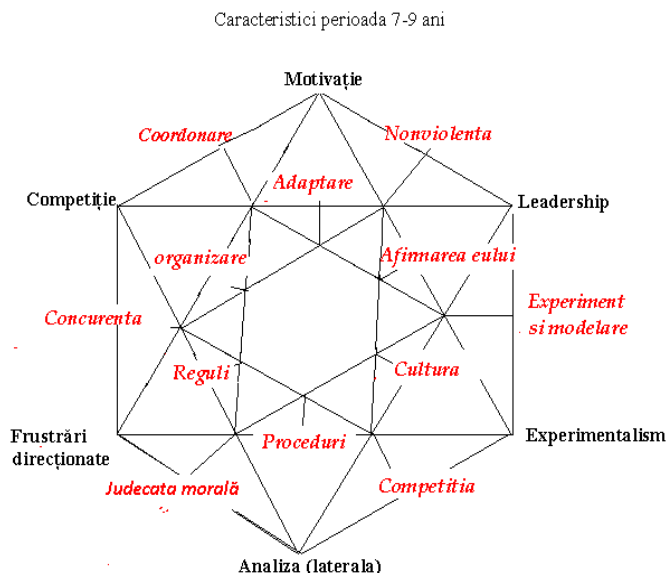 Caracteristici perioada 7-9 ani
Motivație
Coordonare
Nonviolenta
Adaptare
Competiție
Leadership
organizare
Afirmarea eului
Concurenta
Experiment
si modelare
Reguli
Cultura
Frustrări
direcționate
Proceduri
Experimentalism
Judecata morală
Competitia
Analiza (laterala)